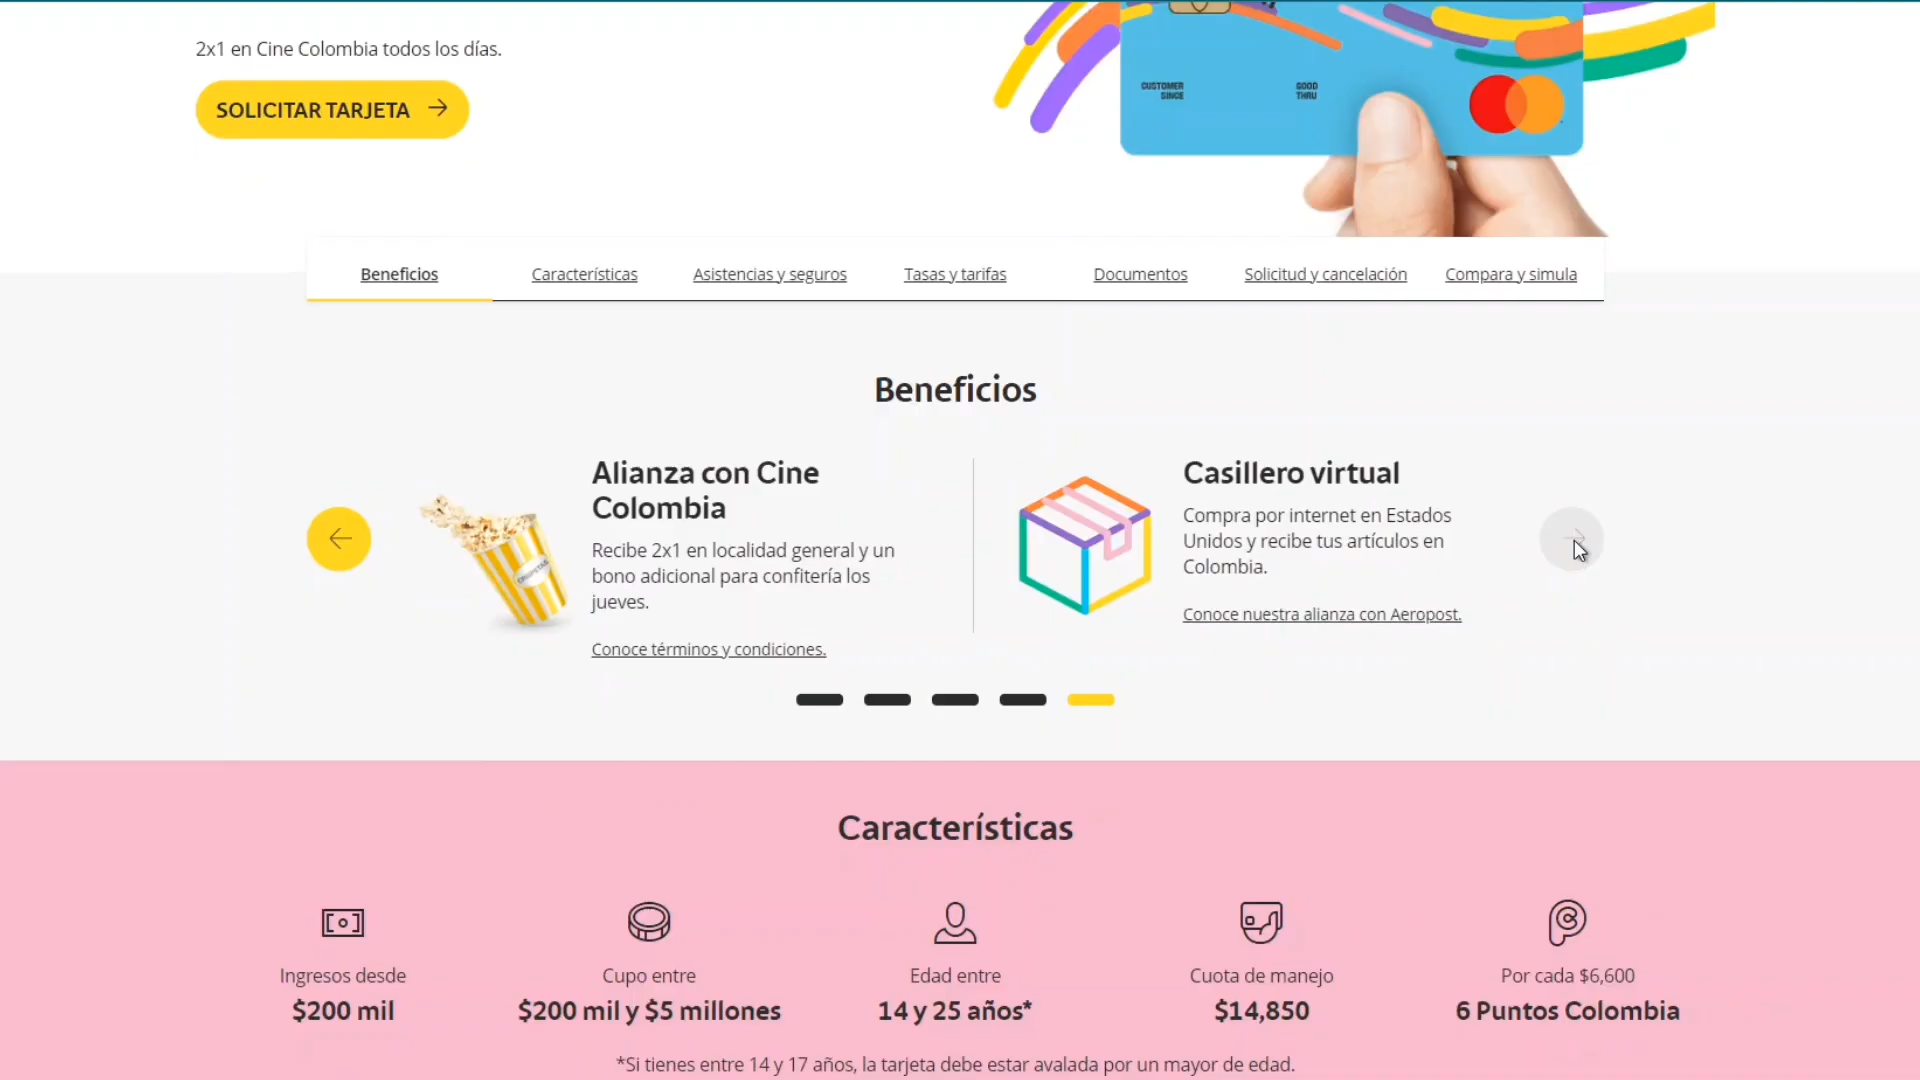 2x1 en Cine Colombia todos los días.
SOLICITAR TARJETA
CUSTOMER
SINCE
GOOD
THRU
Beneficios
Características
Asistencias y seguros
Tasas y tarifas
Documentos
Solicitud y cancelación
Compara y simula
Beneficios
Alianza con Cine
Colombia
Recibe 2x1 en localidad general y un
bono adicional para confitería los
jueves.
Conoce términos y condiciones.
Casillero virtual
Compra por internet en Estados
Unidos y recibe tus artículos en
Colombia.
Conoce nuestra alianza con Aeropost.
Características
Ingresos desde
$200 mil
Cupo entre
$200 mil y $5 millones
Edad entre
14 y 25 años*
Cuota de manejo
$14,850
Por cada $6,600
6 Puntos Colombia
*Si tienes entre 14 y 17 años, la tarjeta debe estar avalada por un mayor de edad.